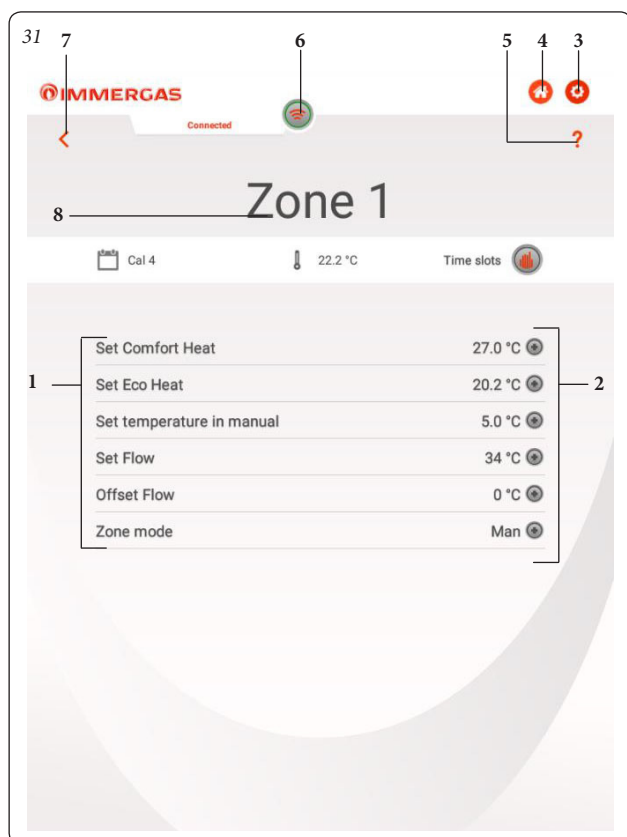 31 7 6 5 4 3
IMMERGAS
Connected
?
Zone 1
8
Cal 4 22.2 °C Time slots
Set Comfort Heat 27.0 °C
1 Set Eco Heat 20.2 °C 2
Set temperature in manual 5.0 °C
Set Flow 34 °C
Offset Flow 0 °C
Zone mode Man